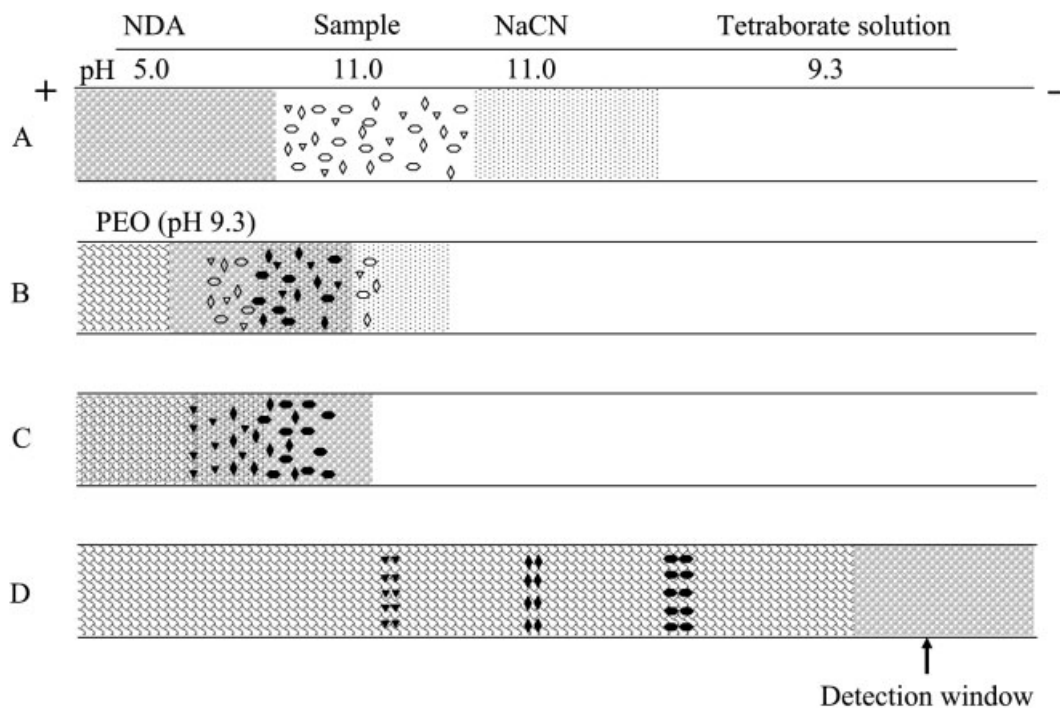 NDA Sample NaCN Tetraborate solution
pH 5.0 11.0 11.0 9.3
+ −
A
PEO (pH 9.3)
B
C
D
Detection window